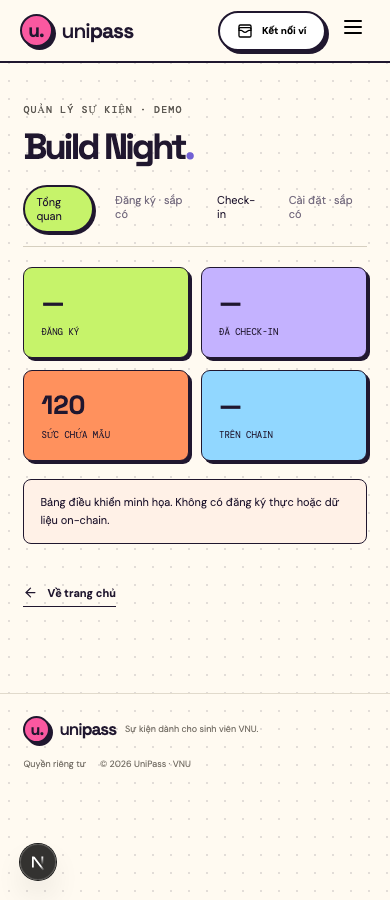 u. unipass
Kết nối ví
QUẢN LÝ SỰ KIỆN · DEMO
Build Night.
Tổng quan
Đăng ký · sắp có
Check-in
Cài đặt · sắp có
—
ĐĂNG KÝ
—
ĐÃ CHECK-IN
120
SỨC CHỨA MẪU
—
TRÊN CHAIN
Bảng điều khiển minh họa. Không có đăng ký thực hoặc dữ
liệu on-chain.
← Về trang chủ
u. unipass
Sự kiện dành cho sinh viên VNU.
Quyền riêng tư
© 2026 UniPass · VNU
N